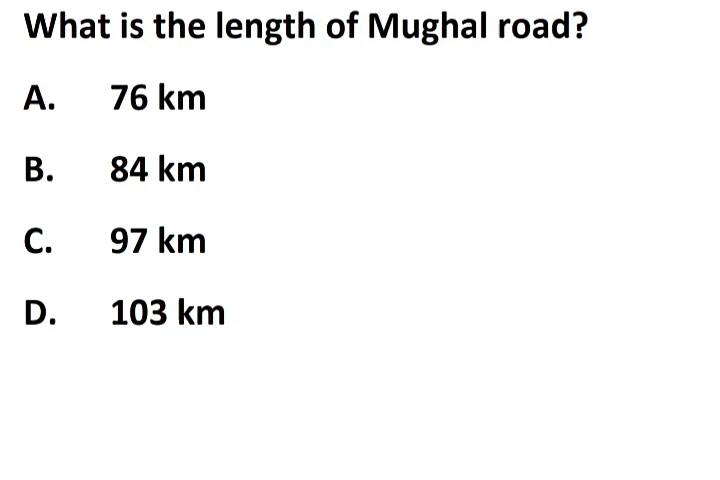 What is the length of Mughal road?
A. 76 km
B. 84 km
C. 97 km
D. 103 km